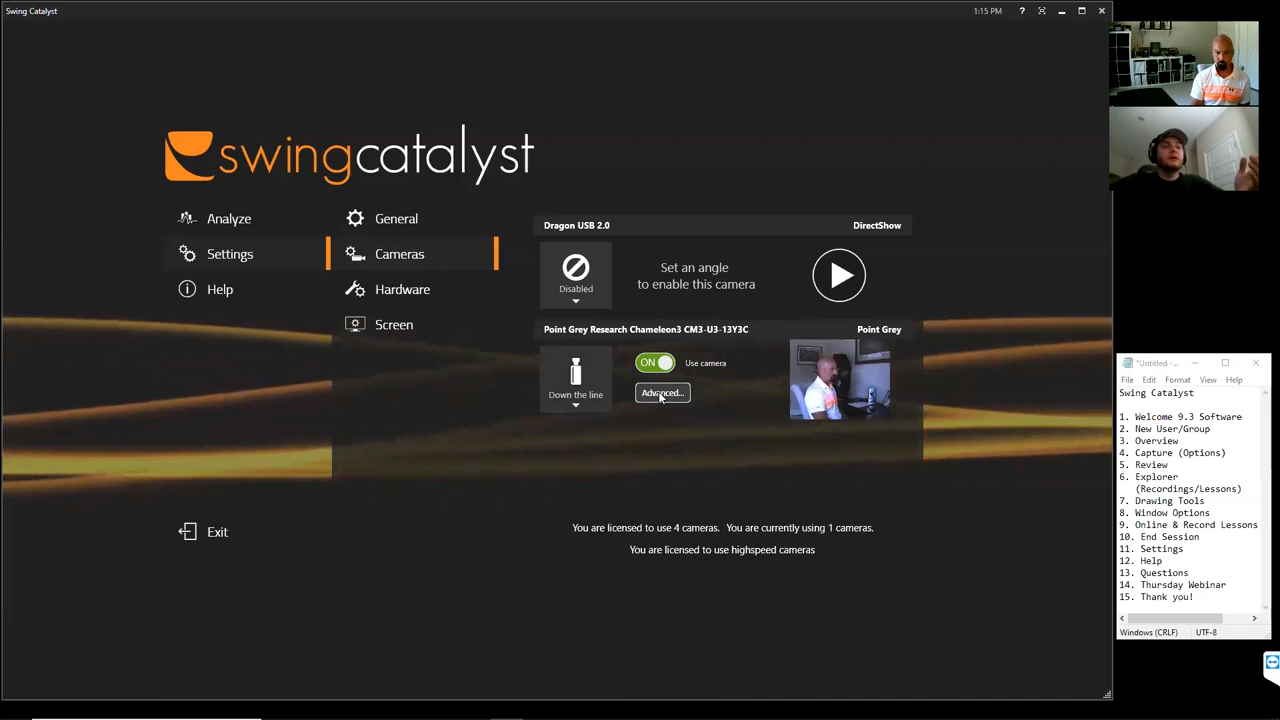 Swing Catalyst
1:15 PM
?
swingcatalyst
Analyze
Settings
Help
Exit
General
Cameras
Hardware
Screen
Dragon USB 2.0 DirectShow
Disabled
Set an angle
to enable this camera
Point Grey Research Chameleon3 CM3-U3-13Y3C Point Grey
Down the line
ON Use camera
Advanced...
You are licensed to use 4 cameras. You are currently using 1 cameras.
You are licensed to use highspeed cameras
*Untitled -...
File Edit Format View Help
Swing Catalyst
1. Welcome 9.3 Software
2. New User/Group
3. Overview
4. Capture (Options)
5. Review
6. Explorer
(Recordings/Lessons)
7. Drawing Tools
8. Window Options
9. Online & Record Lessons
10. End Session
11. Settings
12. Help
13. Questions
14. Thursday Webinar
15. Thank you!
Windows (CRLF) UTF-8